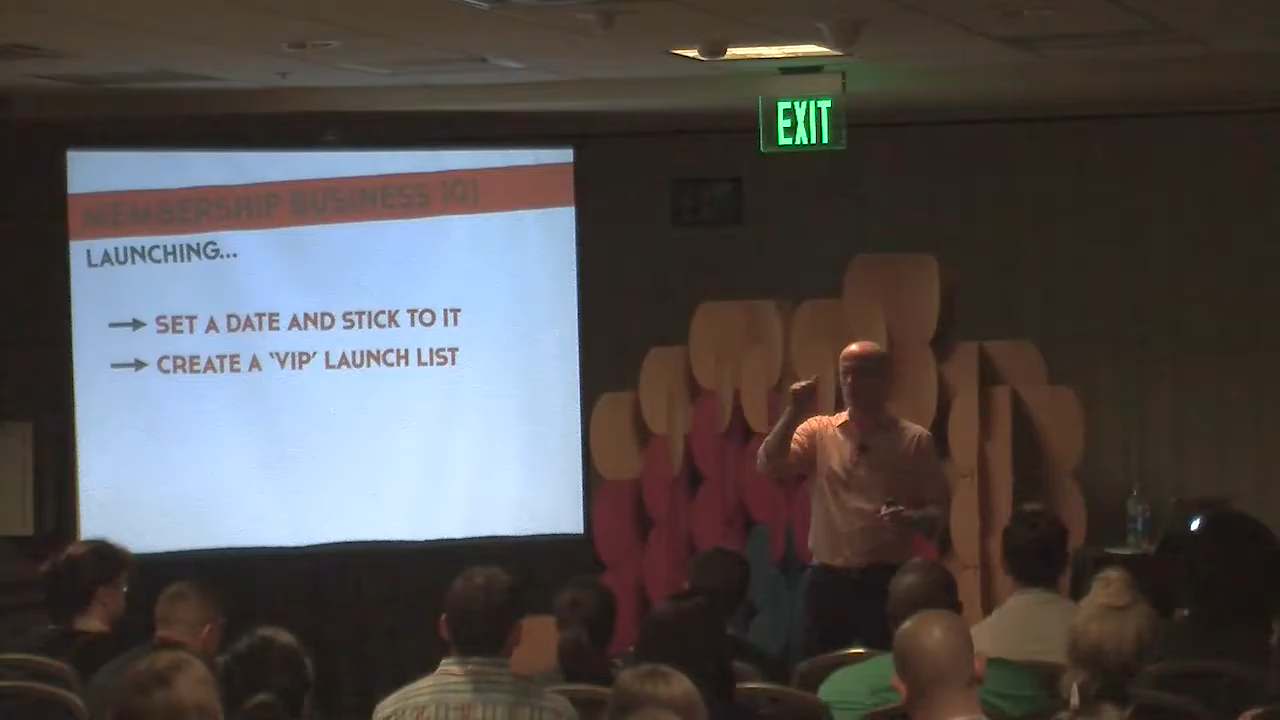 EXIT
MEMBERSHIP BUSINESS 101
LAUNCHING...
→ SET A DATE AND STICK TO IT
→ CREATE A 'VIP' LAUNCH LIST